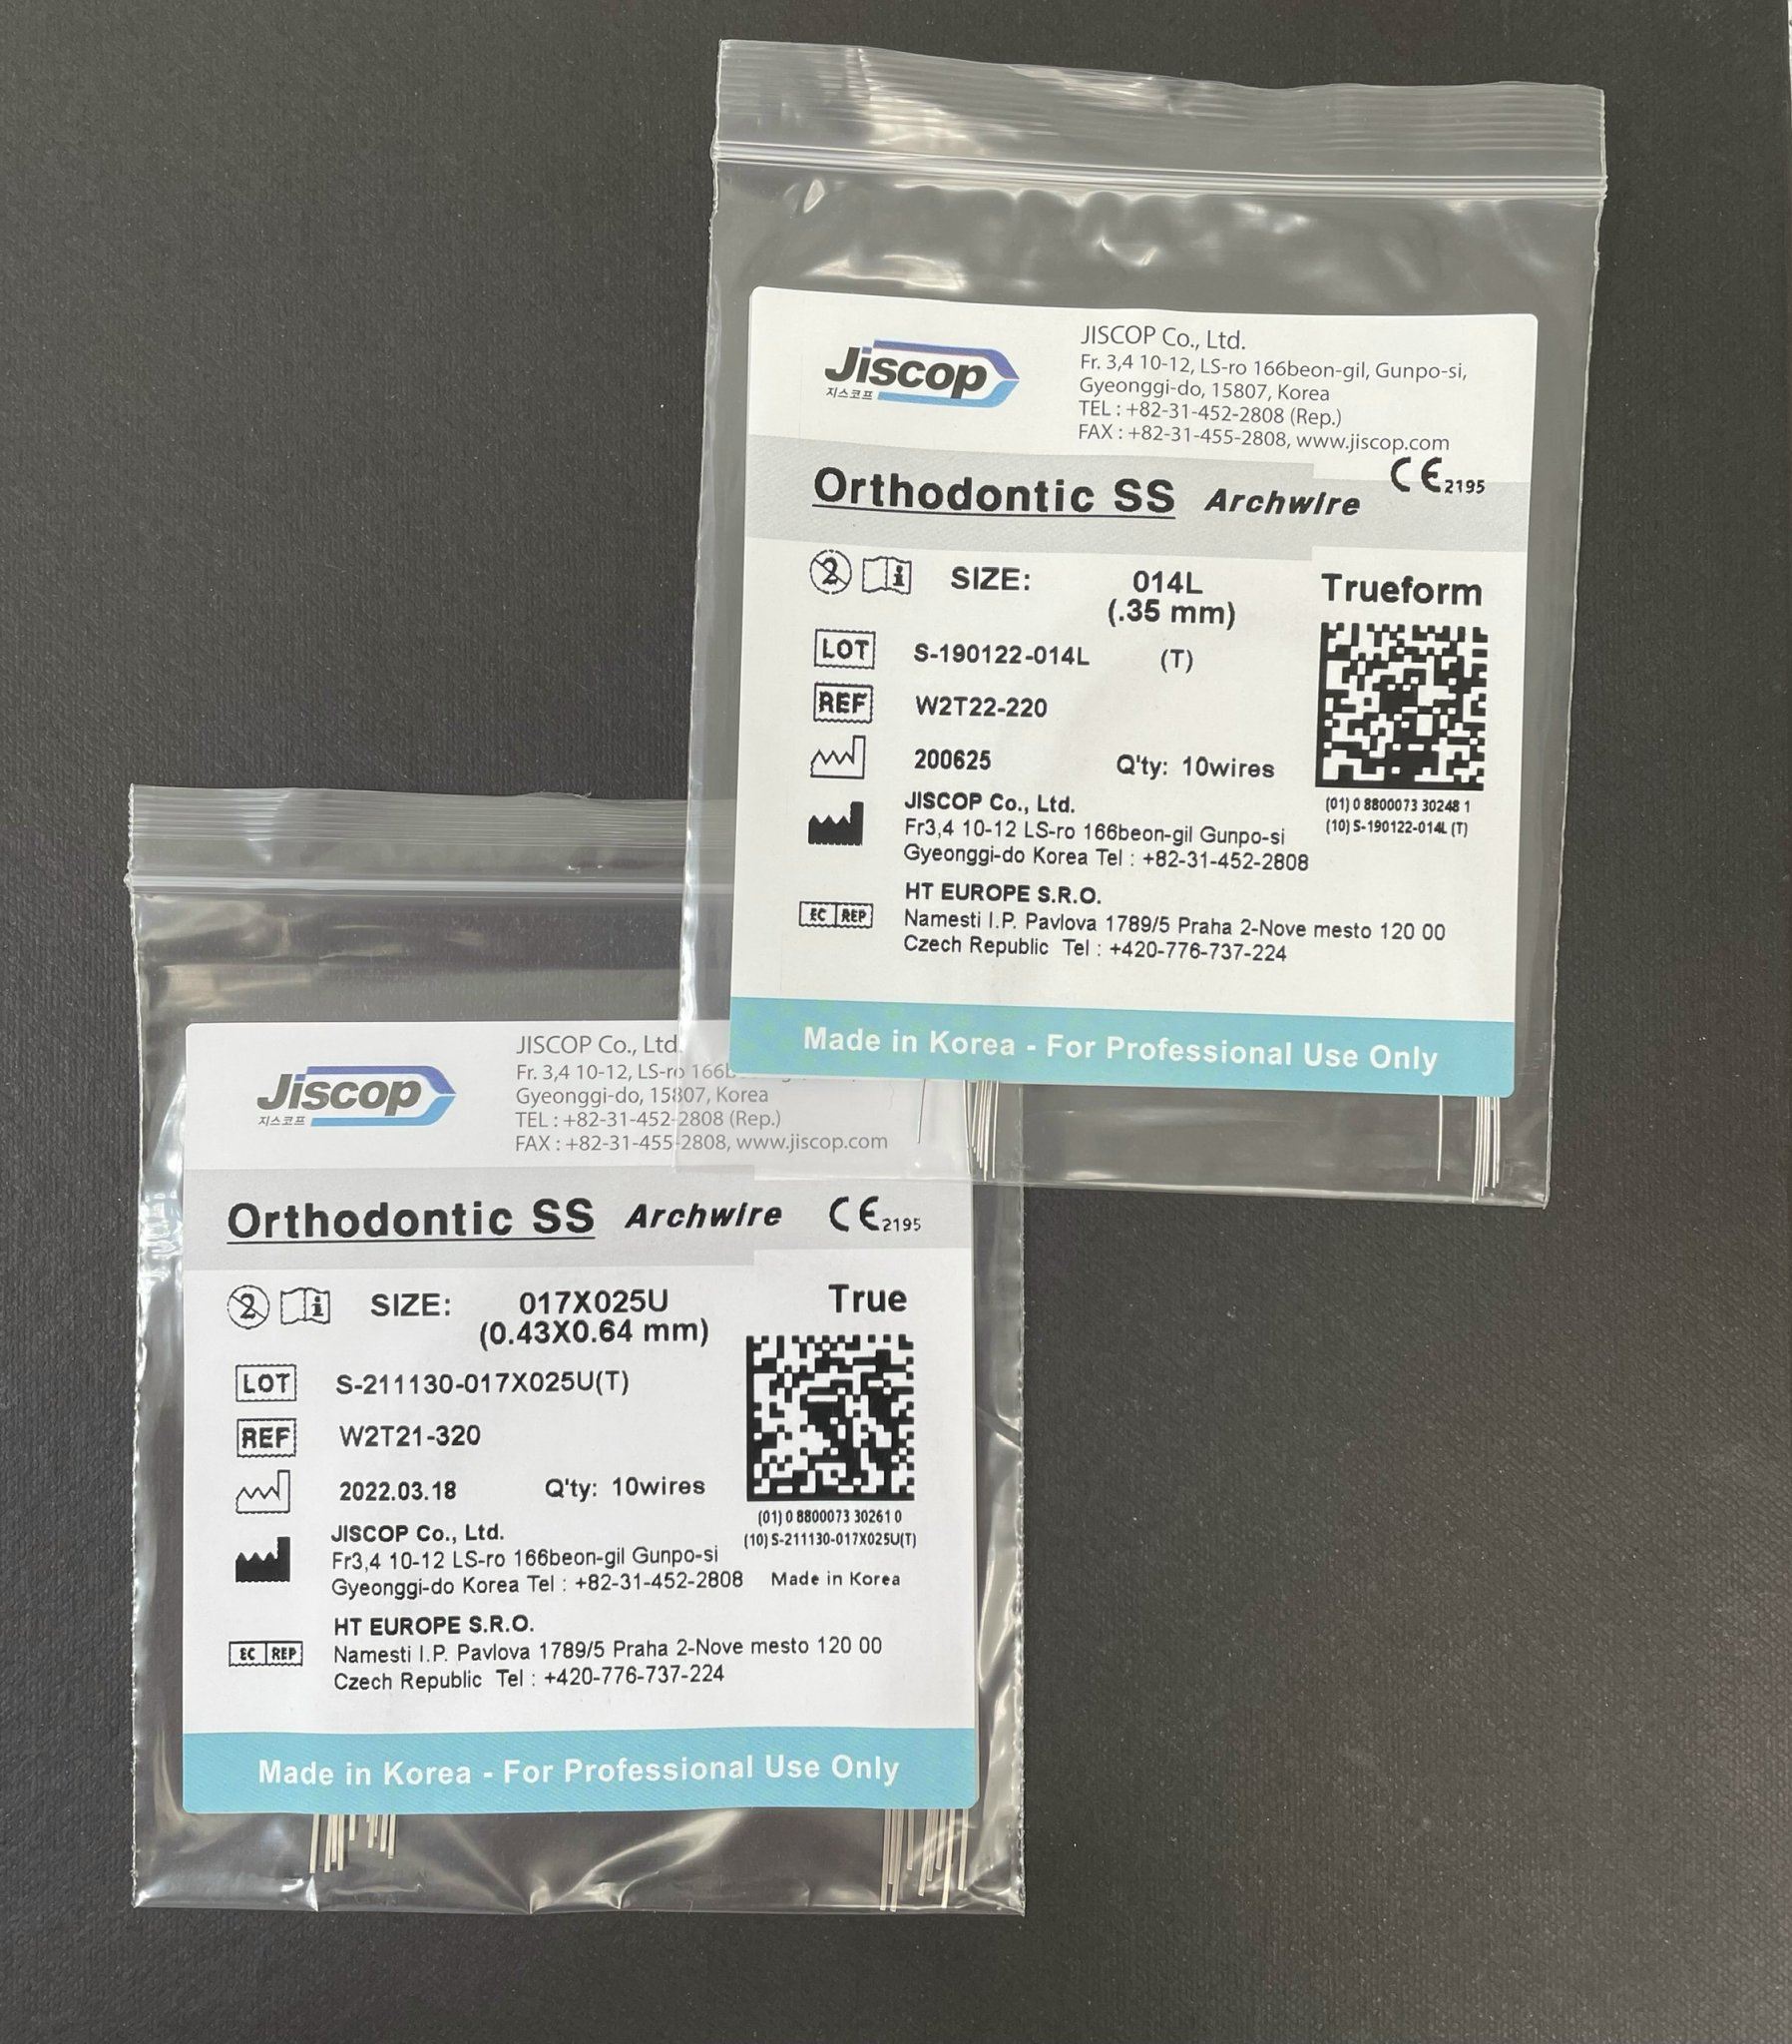 Jiscop
지스코프
JISCOP Co., Ltd.
Fr. 3,4 10-12, LS-ro 166beon-gil, Gunpo-si,
Gyeonggi-do, 15807, Korea
TEL : +82-31-452-2808 (Rep.)
FAX : +82-31-455-2808, www.jiscop.com
Orthodontic SS Archwire CE 2195
2 i SIZE: 014L Trueform
(.35 mm)
LOT S-190122-014L (T)
REF W2T22-220
200625 Q'ty: 10wires
(01) 0 8800073 30248 1
(10) S-190122-014L (T)
JISCOP Co., Ltd.
Fr3,4 10-12 LS-ro 166beon-gil Gunpo-si
Gyeonggi-do Korea Tel : +82-31-452-2808
HT EUROPE S.R.O.
EC REP Namesti I.P. Pavlova 1789/5 Praha 2-Nove mesto 120 00
Czech Republic Tel : +420-776-737-224
Made in Korea - For Professional Use Only
Jiscop
지스코프
JISCOP Co., Ltd.
Fr. 3,4 10-12, LS-ro
Gyeonggi-do, 15807, Korea
TEL : +82-31-452-2808 (Rep.)
FAX : +82-31-455-2808, www.jiscop.com
Orthodontic SS Archwire CE 2195
2 i SIZE: 017X025U True
(0.43X0.64 mm)
LOT S-211130-017X025U(T)
REF W2T21-320
2022.03.18 Q'ty: 10wires
(01) 0 8800073 30261 0
(10) S-211130-017X025U(T)
JISCOP Co., Ltd.
Fr3,4 10-12 LS-ro 166beon-gil Gunpo-si
Gyeonggi-do Korea Tel : +82-31-452-2808 Made in Korea
HT EUROPE S.R.O.
EC REP Namesti I.P. Pavlova 1789/5 Praha 2-Nove mesto 120 00
Czech Republic Tel : +420-776-737-224
Made in Korea - For Professional Use Only